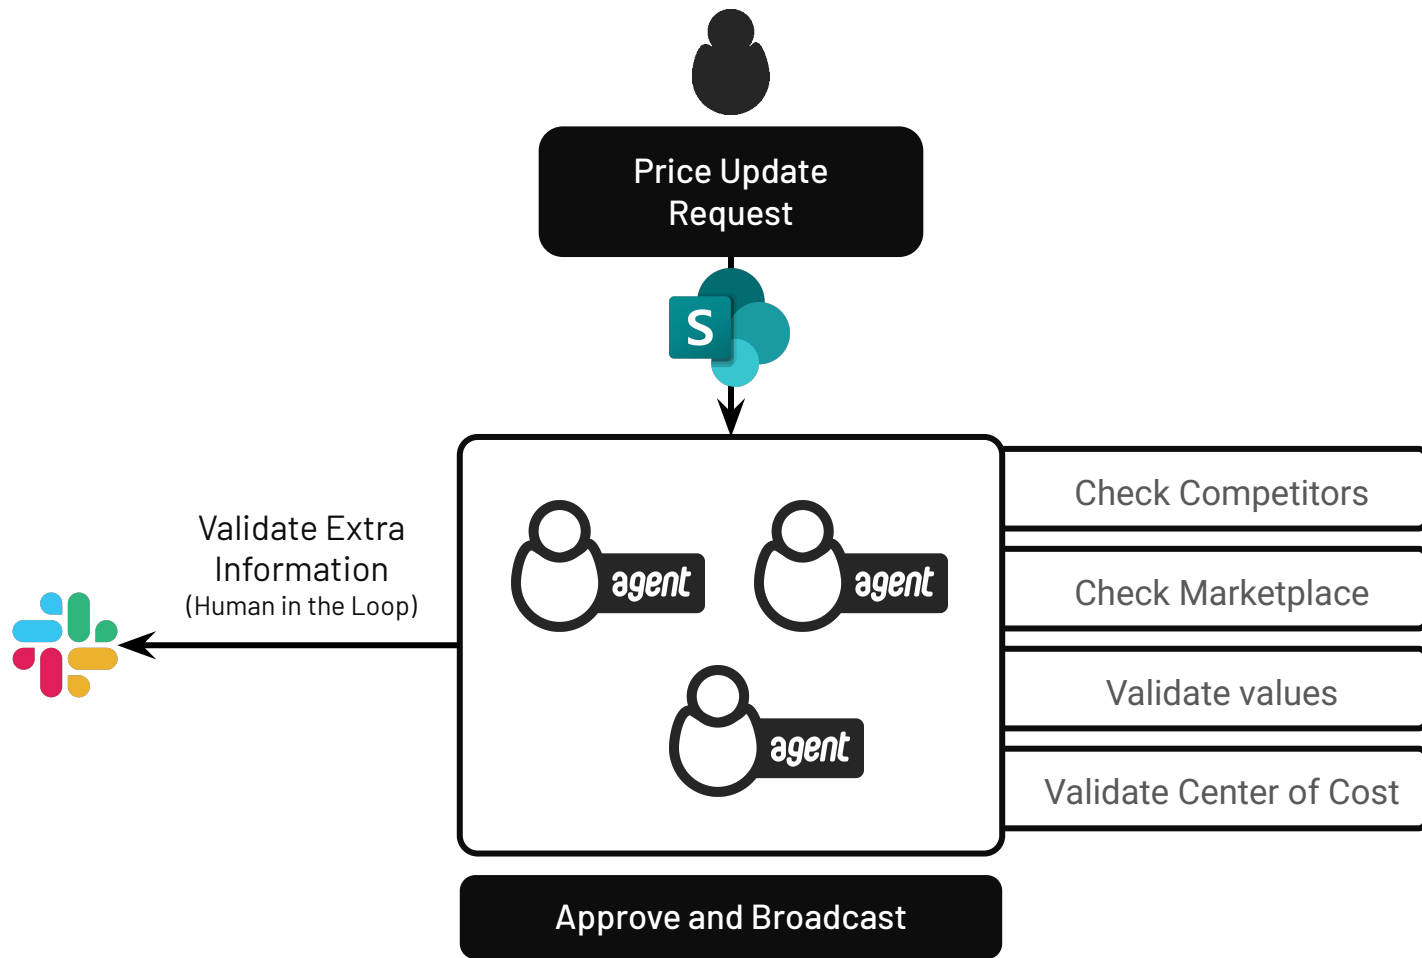 Price Update
Request
S
Validate Extra
Information
(Human in the Loop)
agent
agent
agent
Check Competitors
Check Marketplace
Validate values
Validate Center of Cost
Approve and Broadcast